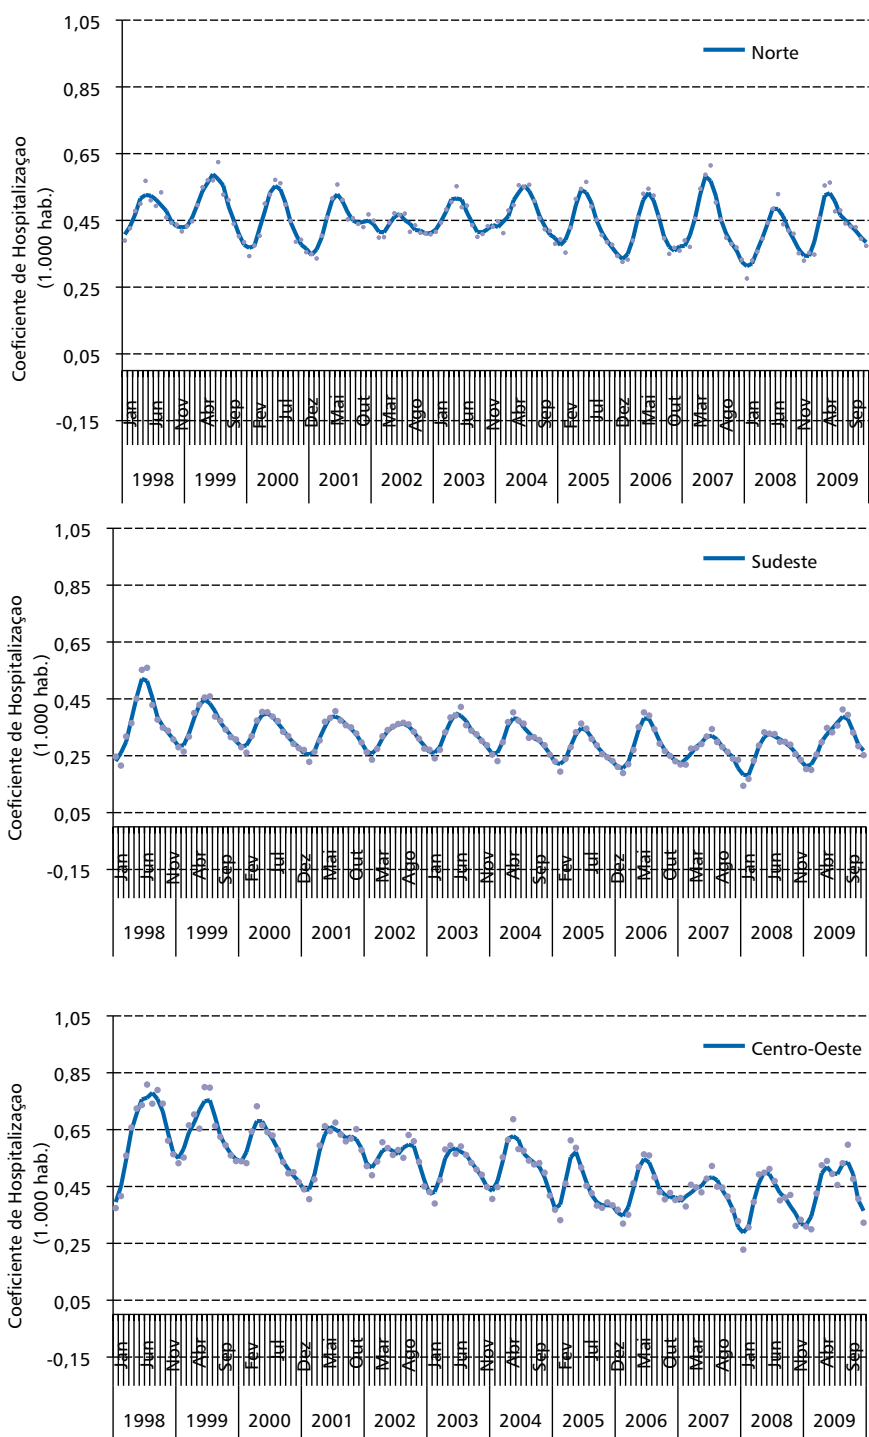 1,05
Norte
0,85
0,65
0,45
0,25
0,05
-0,15
Coeficiente de Hospitalização
(1.000 hab.)
Jan Jun Nov Abr Sep Fev Jul Dez Mai Out Mar Ago Jan Jun Nov Abr Sep Fev Jul Dez Mai Out Mar Ago Jan Jun Nov Abr Sep
1998 1999 2000 2001 2002 2003 2004 2005 2006 2007 2008 2009
1,05
Sudeste
0,85
0,65
0,45
0,25
0,05
-0,15
Coeficiente de Hospitalizaçao
(1.000 hab.)
Jan Jun Nov Abr Sep Fev Jul Dez Mai Out Mar Ago Jan Jun Nov Abr Sep Fev Jul Dez Mai Out Mar Ago Jan Jun Nov Abr Sep
1998 1999 2000 2001 2002 2003 2004 2005 2006 2007 2008 2009
1,05
Centro-Oeste
0,85
0,65
0,45
0,25
0,05
-0,15
Coeficiente de Hospitalizaçao
(1.000 hab.)
Jan Jun Nov Abr Sep Fev Jul Dez Mai Out Mar Ago Jan Jun Nov Abr Sep Fev Jul Dez Mai Out Mar Ago Jan Jun Nov Abr Sep
1998 1999 2000 2001 2002 2003 2004 2005 2006 2007 2008 2009